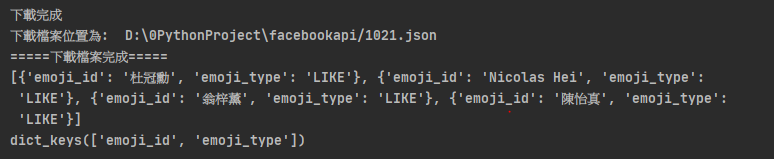 下載完成
下載檔案位置為:  D:\0PythonProject\facebookapi/1021.json
=====下載檔案完成=====
[{'emoji_id': '杜冠勳', 'emoji_type': 'LIKE'}, {'emoji_id': 'Nicolas Hei', 'emoji_type':
 'LIKE'}, {'emoji_id': '翁梓薰', 'emoji_type': 'LIKE'}, {'emoji_id': '陳怡真', 'emoji_type':
 'LIKE'}]
dict_keys(['emoji_id', 'emoji_type'])